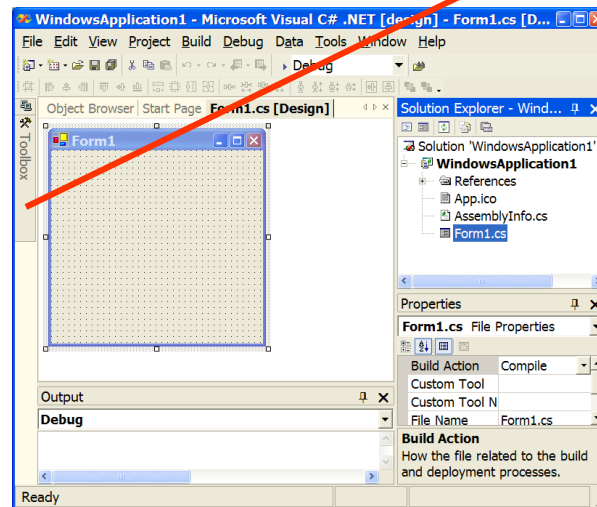 WindowsApplication1 - Microsoft Visual C# .NET [design] - Form1.cs [D...
File Edit View Project Build Debug Data Tools Window Help
Debug
Object Browser Start Page Form1.cs [Design]
Toolbox
Form1
Solution Explorer - Wind...
Solution 'WindowsApplication1'
WindowsApplication1
References
App.ico
AssemblyInfo.cs
Form1.cs
Properties
Form1.cs File Properties
Build Action Compile
Custom Tool
Custom Tool N
File Name Form1.cs
Build Action
How the file related to the build
and deployment processes.
Output
Debug
Ready